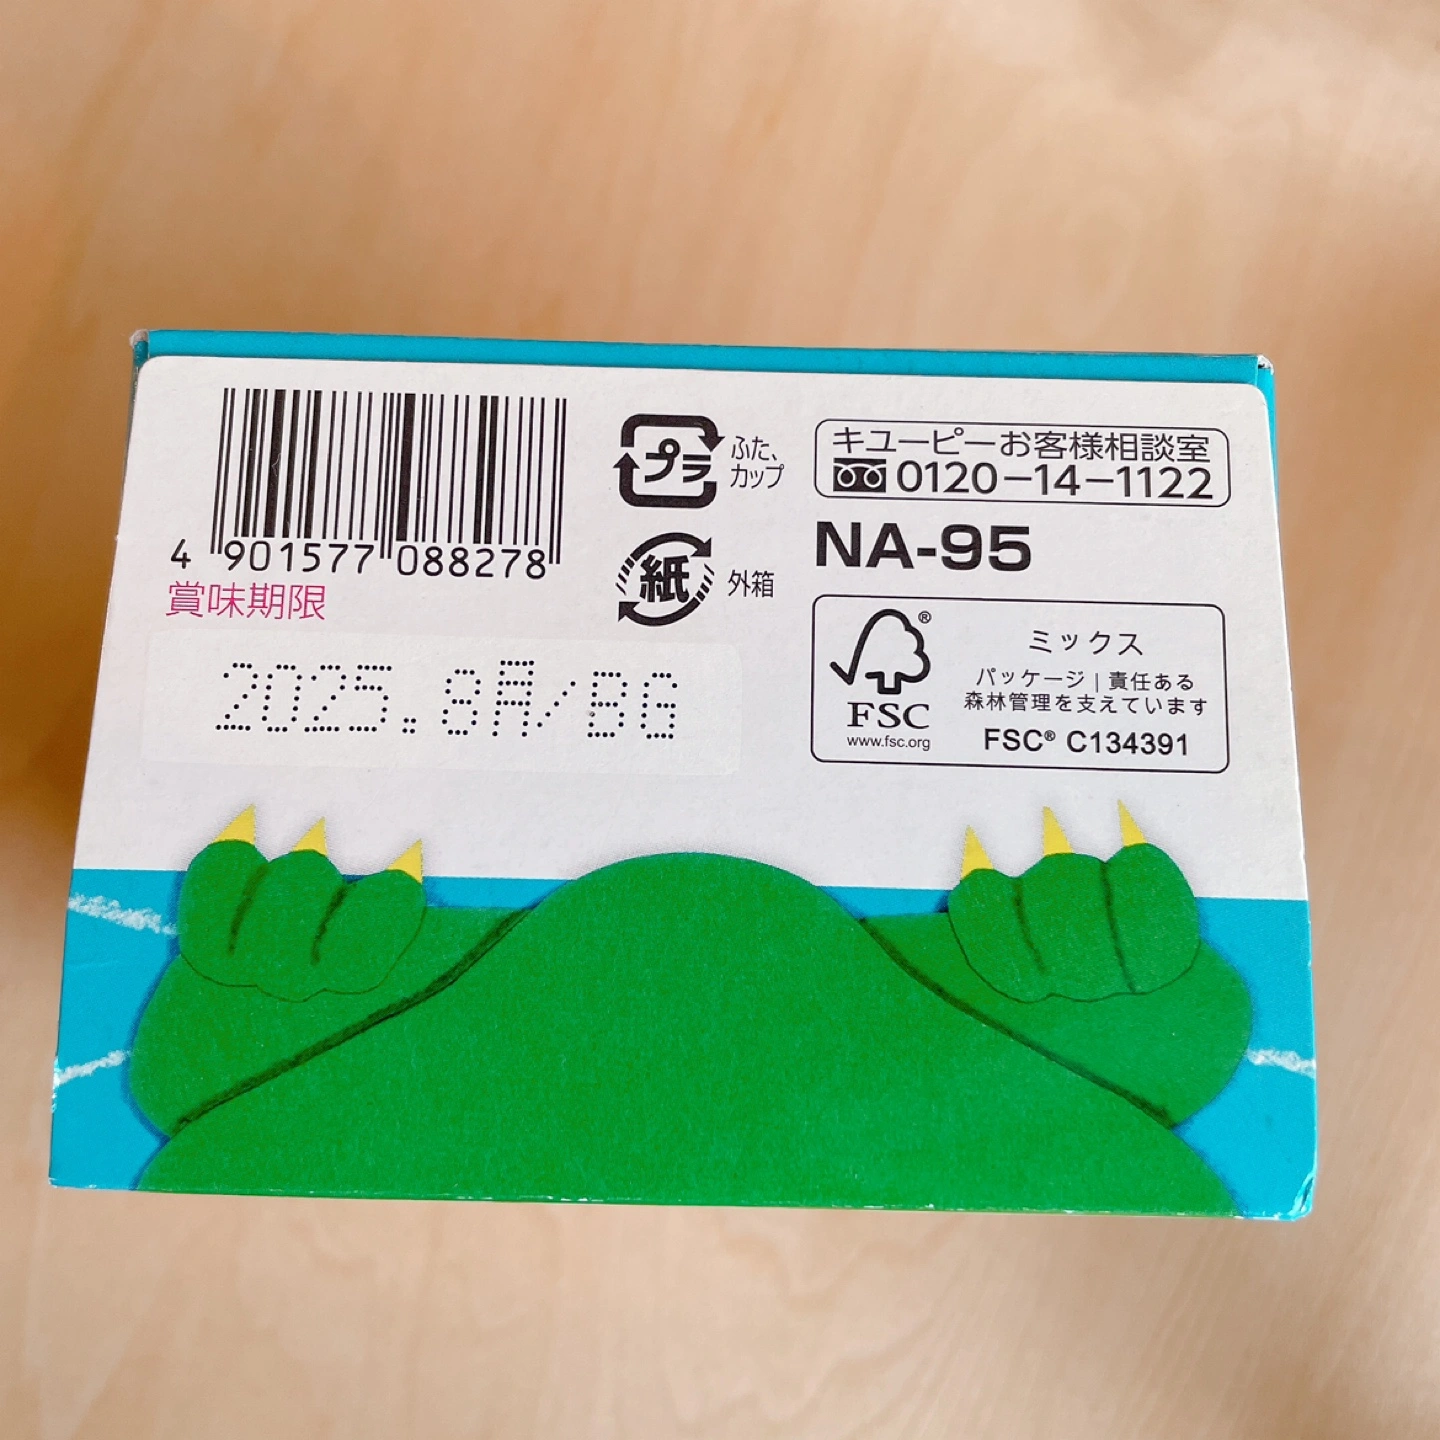 4 901577 088278
賞味期限
2025.8月/BG
プラ
ふた、
カップ
紙
外箱
キユーピーお客様相談室
0120-14-1122
NA-95
®
FSC
www.fsc.org
ミックス
パッケージ | 責任ある
森林管理を支えています
FSC® C134391